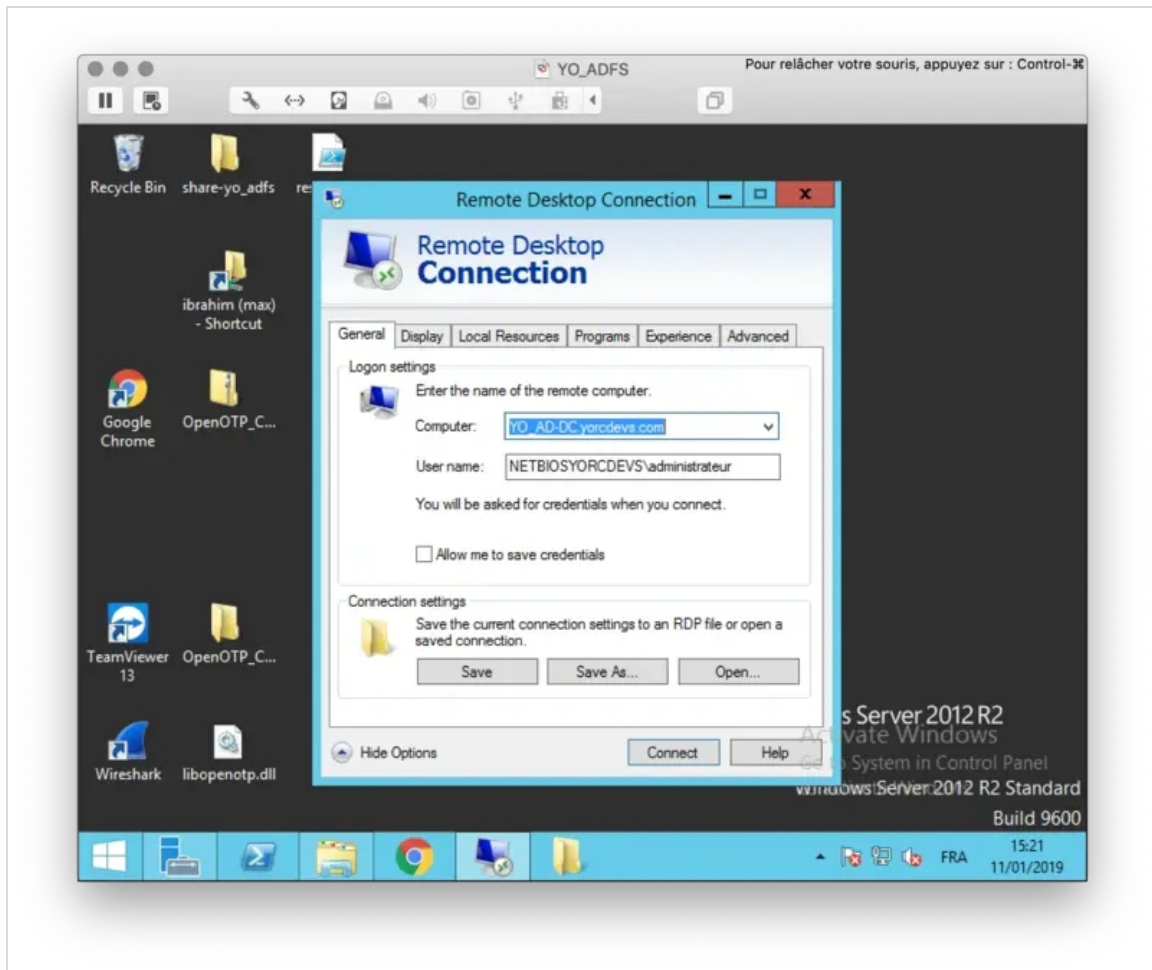 YO_ADFS
Pour relâcher votre souris, appuyez sur : Control-⌘
Recycle Bin
share-yo_adfs
Remote Desktop Connection
Remote Desktop
Connection
ibrahim (max)
- Shortcut
General
Display
Local Resources
Programs
Experience
Advanced
Logon settings
Enter the name of the remote computer.
Computer:
YO_AD-DC.yorcdevs.com
User name:
NETBIOSYORCDEVS\administrateur
You will be asked for credentials when you connect.
Allow me to save credentials
Google
Chrome
OpenOTP_C...
Connection settings
Save the current connection settings to an RDP file or open a
saved connection.
Save
Save As...
Open...
TeamViewer
13
OpenOTP_C...
Hide Options
Connect
Help
Wireshark
libopenotp.dll
s Server 2012 R2
Activate Windows
Go to System in Control Panel
Windows Server 2012 R2 Standard
Build 9600
FRA
15:21
11/01/2019